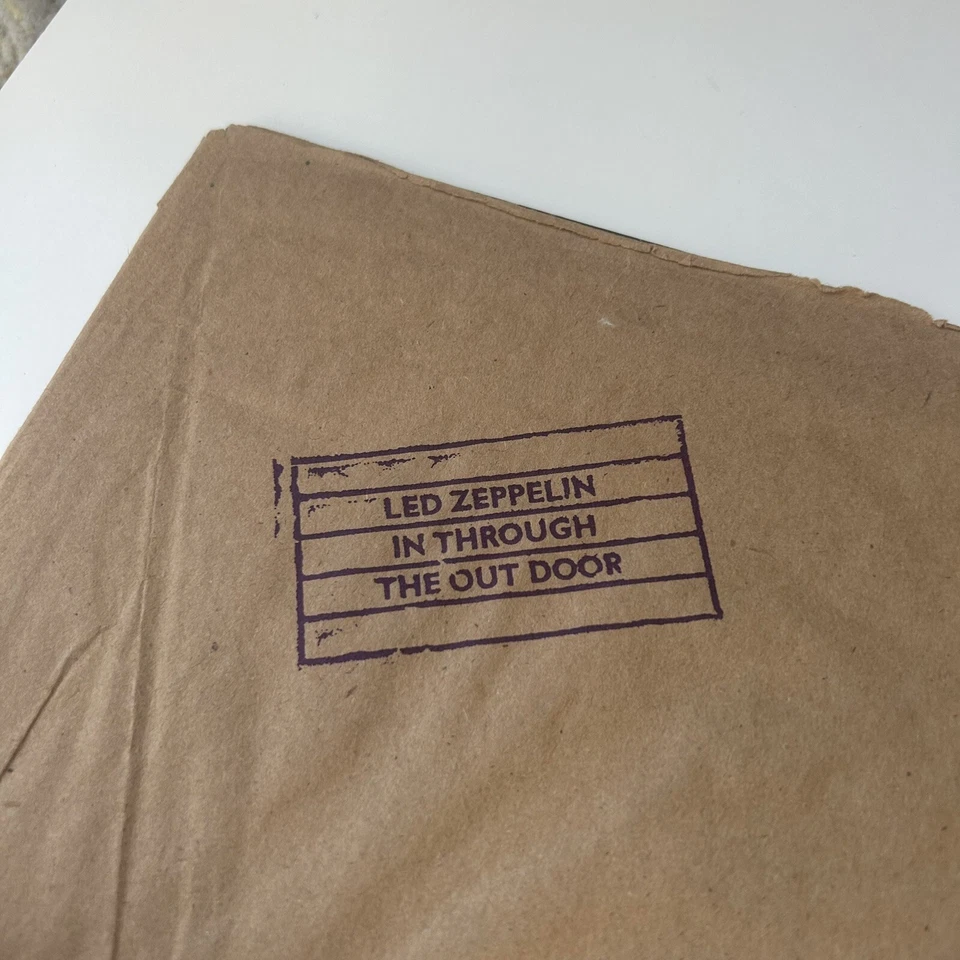 LED ZEPPELIN
IN THROUGH
THE OUT DOOR